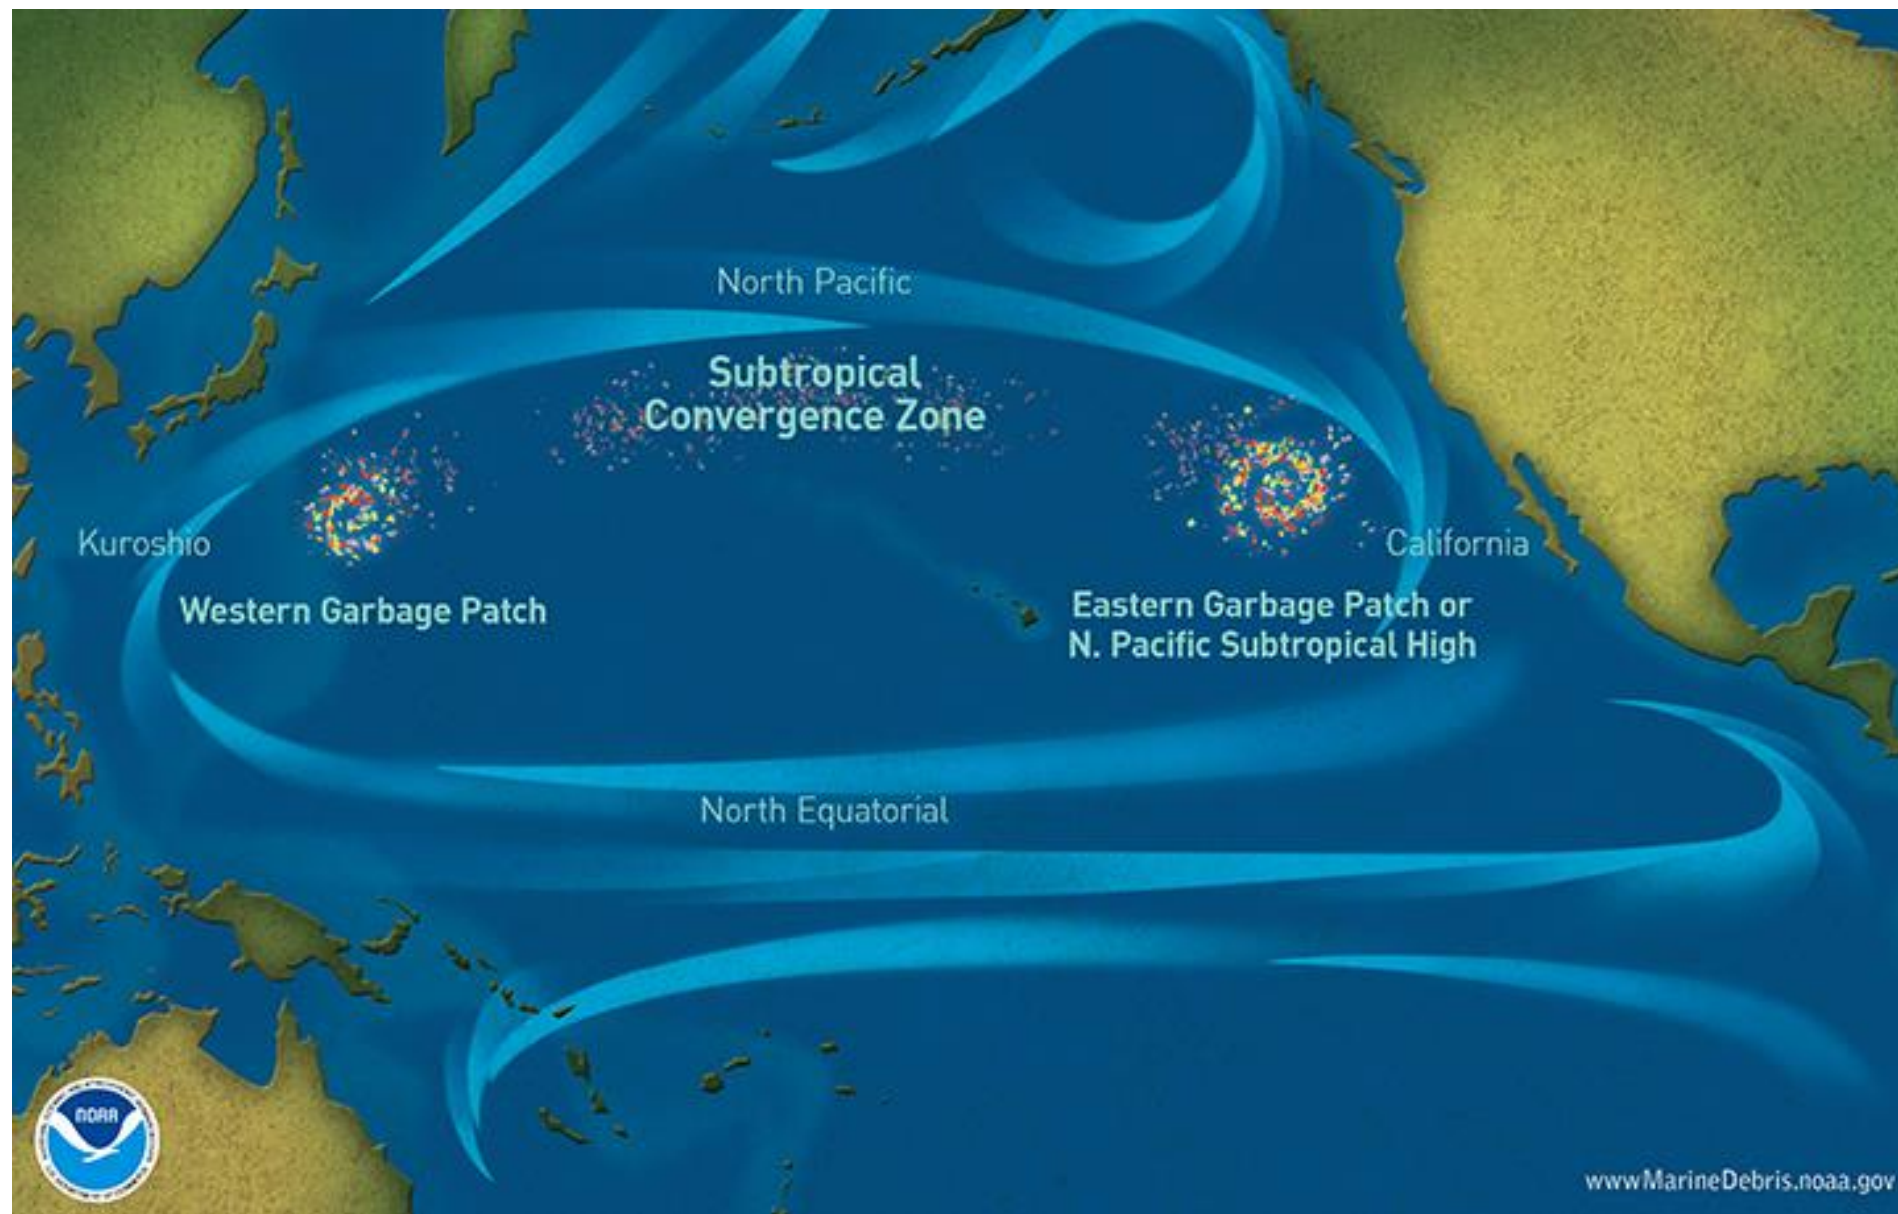 North Pacific
Subtropical
Convergence Zone
Kuroshio
California
Western Garbage Patch
Eastern Garbage Patch or
N. Pacific Subtropical High
North Equatorial
NOAA
www.MarineDebris.noaa.gov